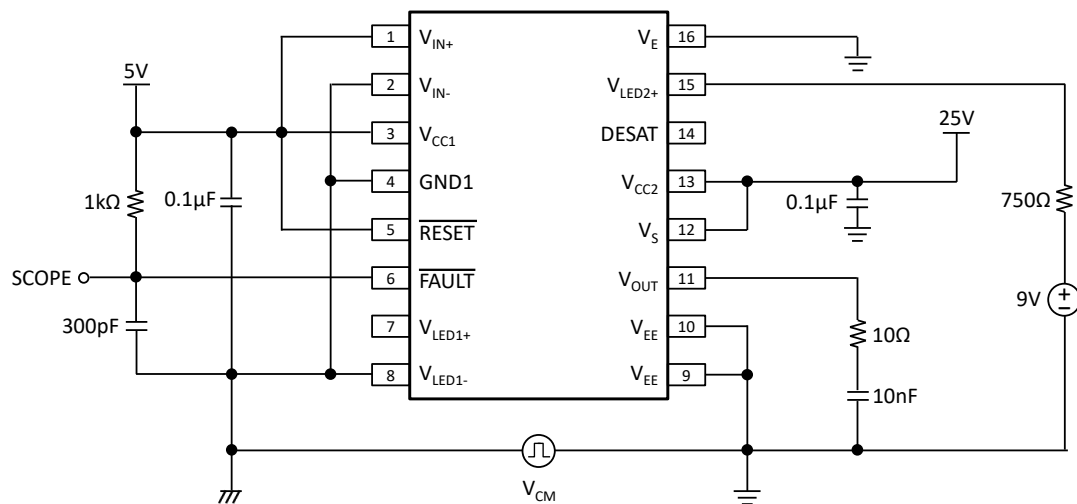 1 V_IN+
2 V_IN-
3 V_CC1
4 GND1
5 RESET
6 FAULT
7 V_LED1+
8 V_LED1-
V_E 16
V_LED2+ 15
DESAT 14
V_CC2 13
V_S 12
V_OUT 11
V_EE 10
V_EE 9
5V
1kΩ
0.1µF
SCOPE
300pF
V_CM
25V
0.1µF
750Ω
9V
10Ω
10nF